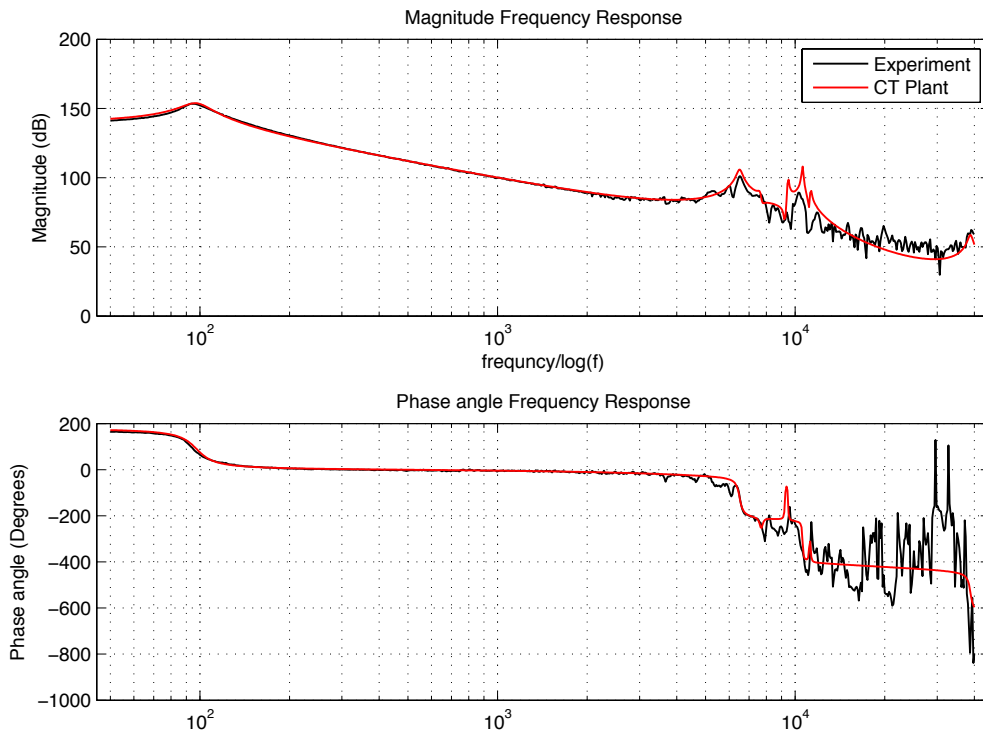 Magnitude Frequency Response
200
150
100
50
0
Magnitude (dB)
Experiment
CT Plant
10^2
10^3
10^4
frequncy/log(f)
Phase angle Frequency Response
200
0
−200
−400
−600
−800
−1000
Phase angle (Degrees)
10^2
10^3
10^4